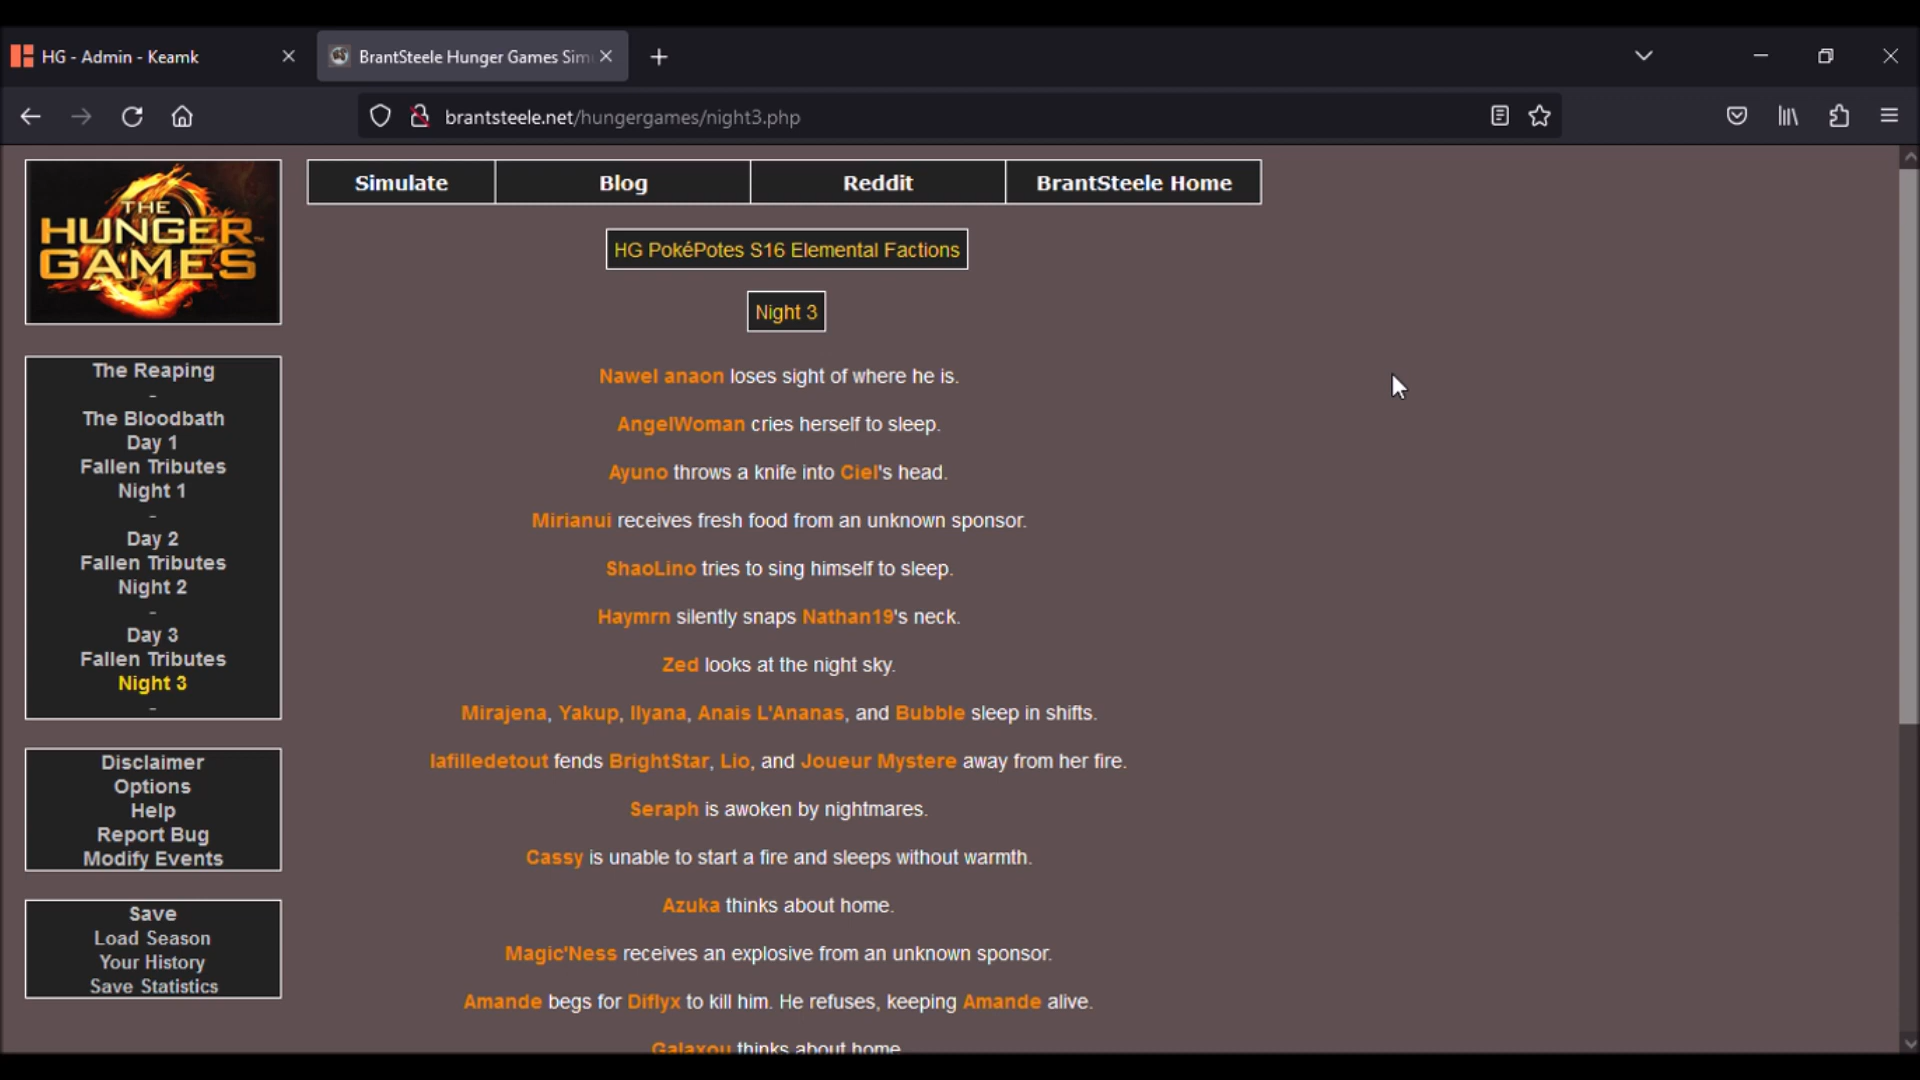 HG - Admin - Keamk
BrantSteele Hunger Games Sim
brantsteele.net/hungergames/night3.php
THE
HUNGER
GAMES
Simulate
Blog
Reddit
BrantSteele Home
HG PokéPotes S16 Elemental Factions
Night 3
The Reaping
-
The Bloodbath
Day 1
Fallen Tributes
Night 1
-
Day 2
Fallen Tributes
Night 2
-
Day 3
Fallen Tributes
Night 3
-
Disclaimer
Options
Help
Report Bug
Modify Events
Save
Load Season
Your History
Save Statistics
Nawel anaon loses sight of where he is.
AngelWoman cries herself to sleep.
Ayuno throws a knife into Ciel's head.
Mirianui receives fresh food from an unknown sponsor.
ShaoLino tries to sing himself to sleep.
Haymrn silently snaps Nathan19's neck.
Zed looks at the night sky.
Mirajena, Yakup, Ilyana, Anais L'Ananas, and Bubble sleep in shifts.
lafilledetout fends BrightStar, Lio, and Joueur Mystere away from her fire.
Seraph is awoken by nightmares.
Cassy is unable to start a fire and sleeps without warmth.
Azuka thinks about home.
Magic'Ness receives an explosive from an unknown sponsor.
Amande begs for Diflyx to kill him. He refuses, keeping Amande alive.
Galaxou thinks about home.